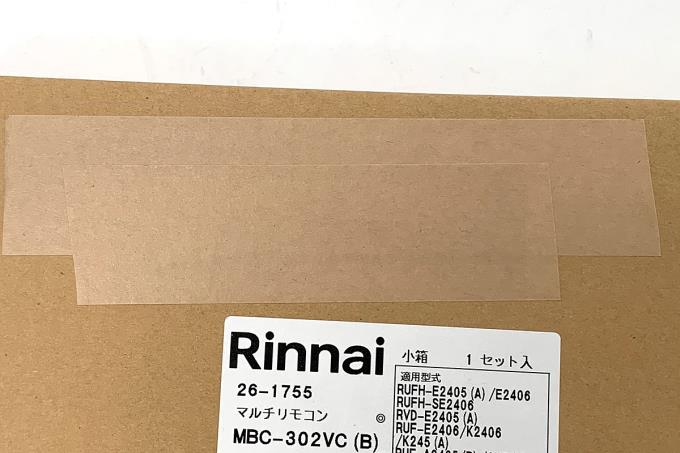 Rinnai
小箱 1 セット入
26-1755
マルチリモコン
MBC-302VC (B)
適用型式
RUFH-E2405 (A) /E2406
RUFH-SE2406
RVD-E2405 (A)
RUF-E2406/K2406
/K245 (A)